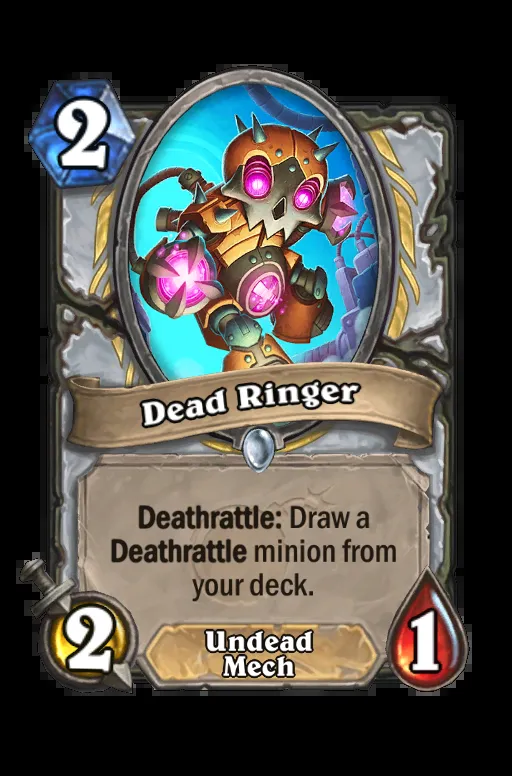 2
Dead Ringer
Deathrattle: Draw a
Deathrattle minion from
your deck.
2
Undead
Mech
1